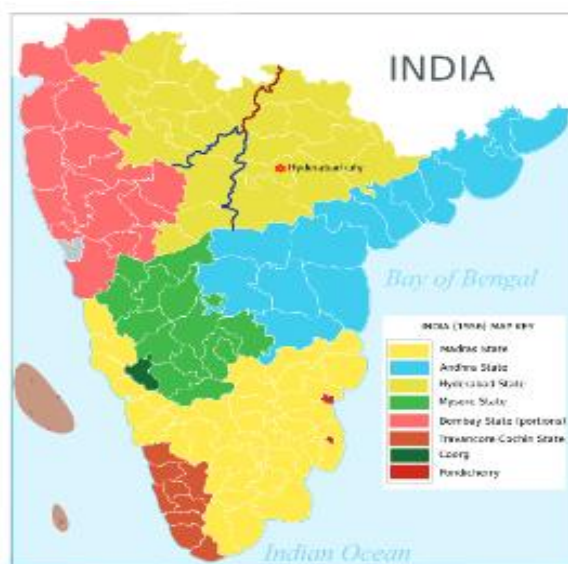 INDIA
Hyderabad city
Bay of Bengal
INDIA (1956) MAP KEY
Madras State
Andhra State
Hyderabad State
Mysore State
Bombay State (portions)
Travancore-Cochin State
Coorg
Pondicherry
Indian Ocean